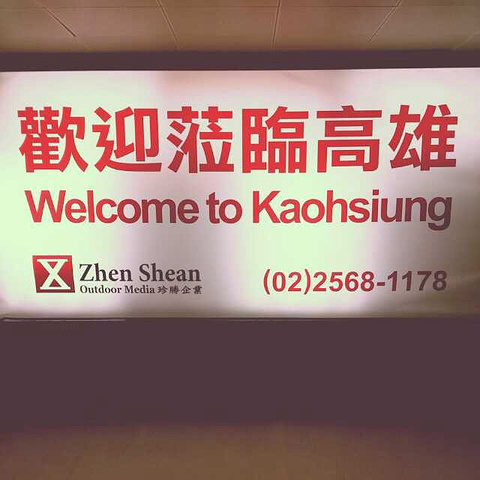 歡迎蒞臨高雄
Welcome to Kaohsiung
Zhen Shean
Outdoor Media 珍勝企業
(02)2568-1178